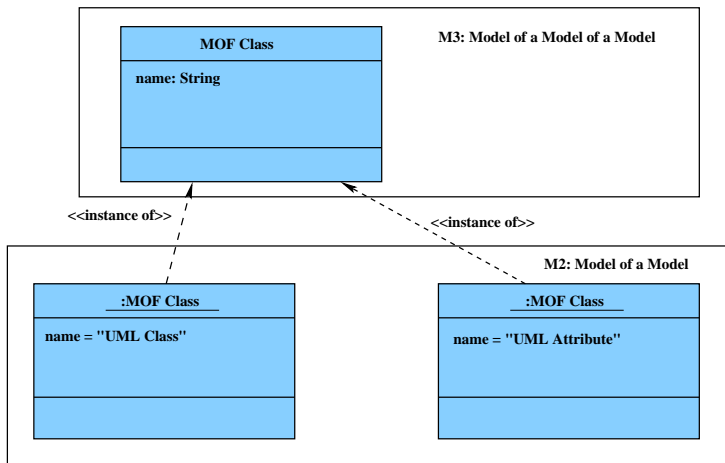 MOF Class
M3: Model of a Model of a Model
name: String
<<instance of>>
<<instance of>>
M2: Model of a Model
:MOF Class
name = "UML Class"
:MOF Class
name = "UML Attribute"